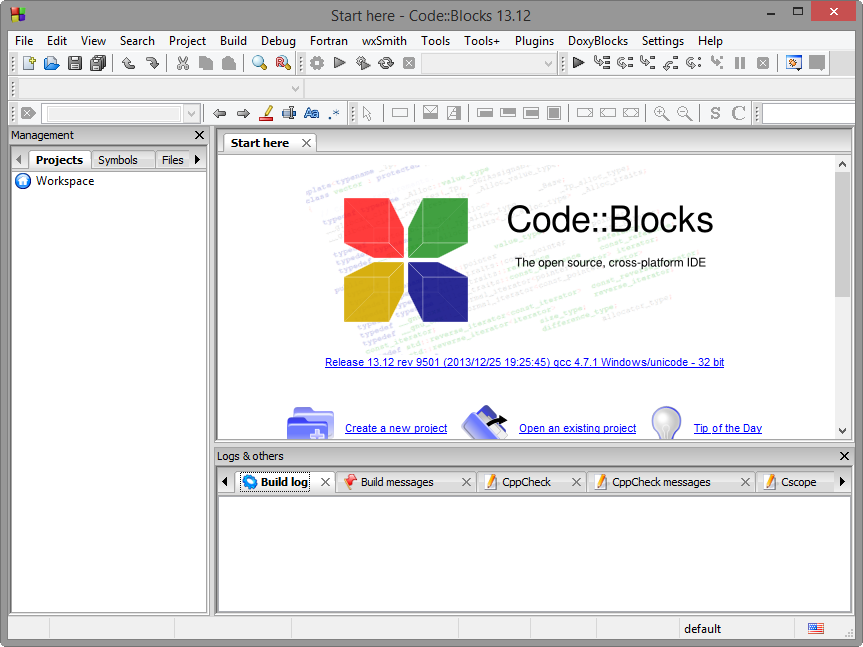 Start here - Code::Blocks 13.12
File Edit View Search Project Build Debug Fortran wxSmith Tools Tools+ Plugins DoxyBlocks Settings Help
Management
Projects Symbols Files
Workspace
Start here
Code::Blocks
The open source, cross-platform IDE
Release 13.12 rev 9501 (2013/12/25 19:25:45) gcc 4.7.1 Windows/unicode - 32 bit
Create a new project Open an existing project Tip of the Day
Logs & others
Build log Build messages CppCheck CppCheck messages Cscope
default